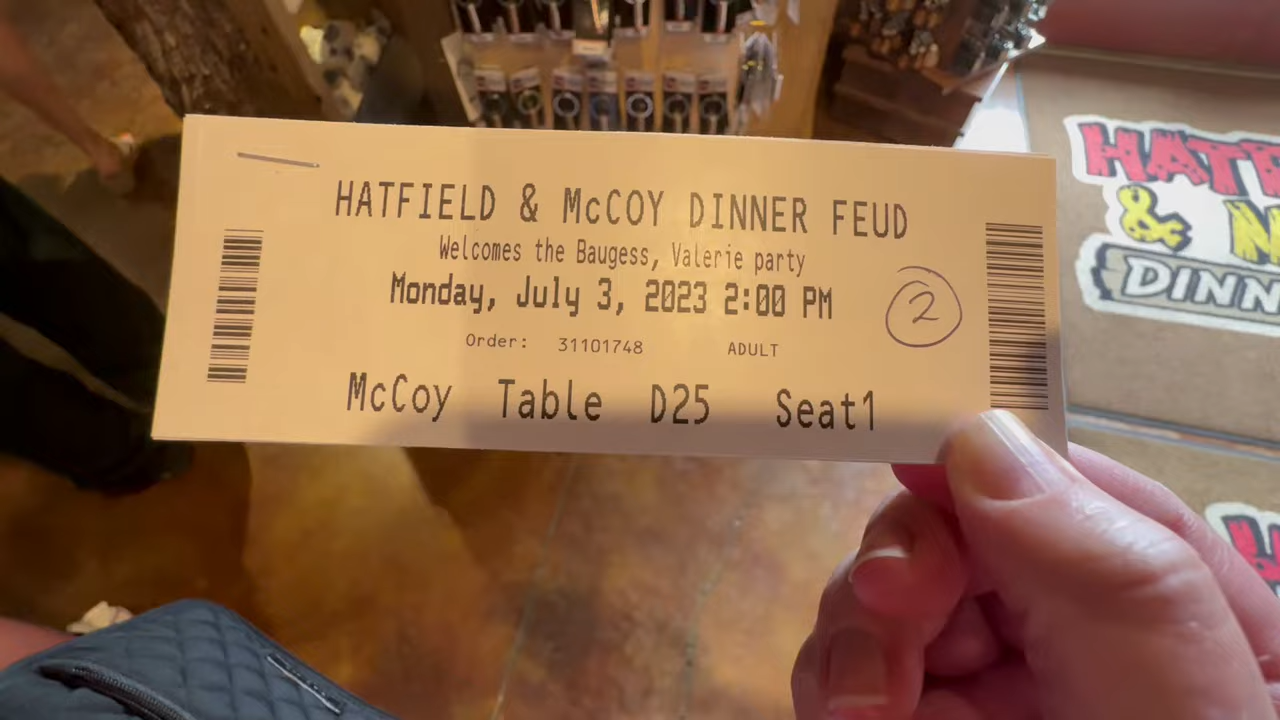 HATFIELD & McCOY DINNER FEUD
Welcomes the Baugess, Valerie party
Monday, July 3, 2023 2:00 PM
2
Order: 31101748 ADULT
McCoy Table D25 Seat1
HATF
& M
DINN